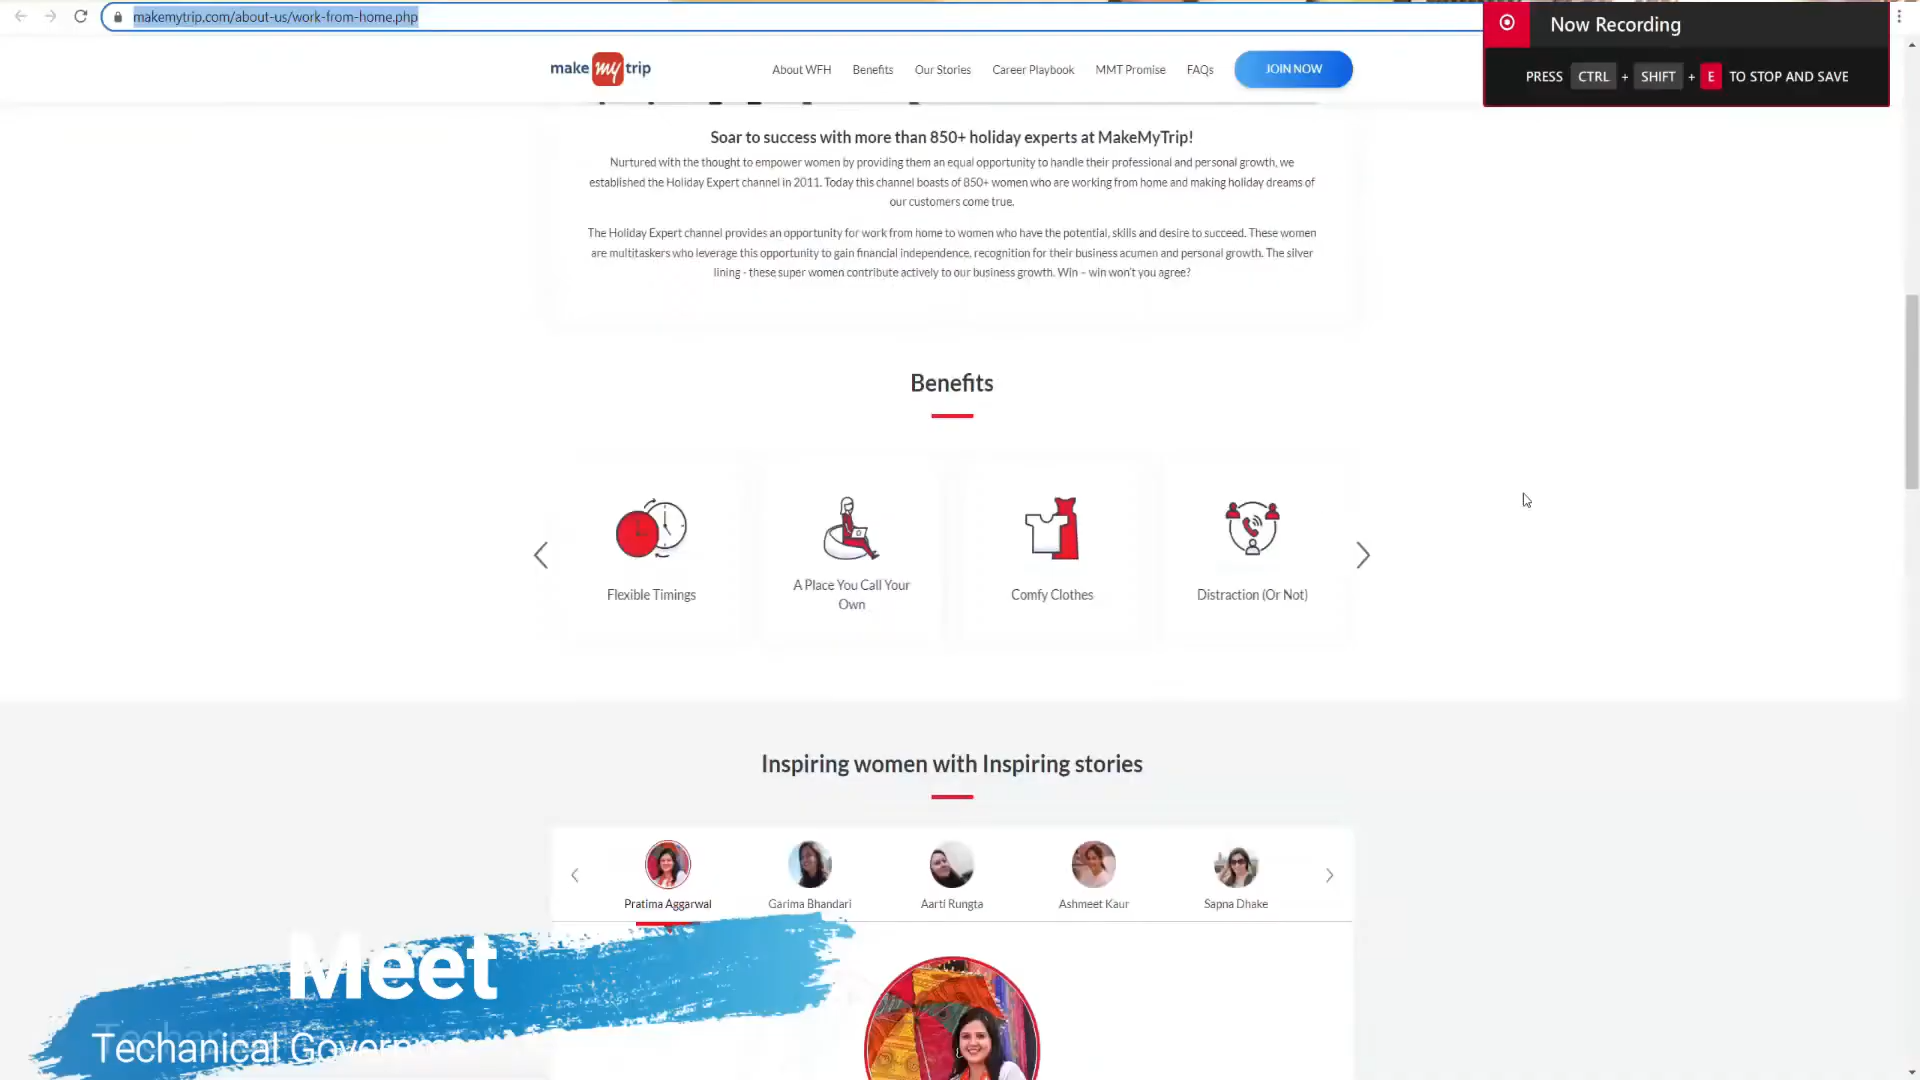 makemytrip.com/about-us/work-from-home.php
Now Recording
PRESS CTRL + SHIFT + E TO STOP AND SAVE
make my trip
About WFH Benefits Our Stories Career Playbook MMT Promise FAQs JOIN NOW
Soar to success with more than 850+ holiday experts at MakeMyTrip!
Nurtured with the thought to empower women by providing them an equal opportunity to handle their professional and personal growth, we
established the Holiday Expert channel in 2011. Today this channel boasts of 850+ women who are working from home and making holiday dreams of
our customers come true.
The Holiday Expert channel provides an opportunity for work from home to women who have the potential, skills and desire to succeed. These women
are multitaskers who leverage this opportunity to gain financial independence, recognition for their business acumen and personal growth. The silver
lining - these super women contribute actively to our business growth. Win – win won't you agree?
Benefits
Flexible Timings
A Place You Call Your
Own
Comfy Clothes
Distraction (Or Not)
Inspiring women with Inspiring stories
Pratima Aggarwal Garima Bhandari Aarti Rungta Ashmeet Kaur Sapna Dhake
Meet
Techanical